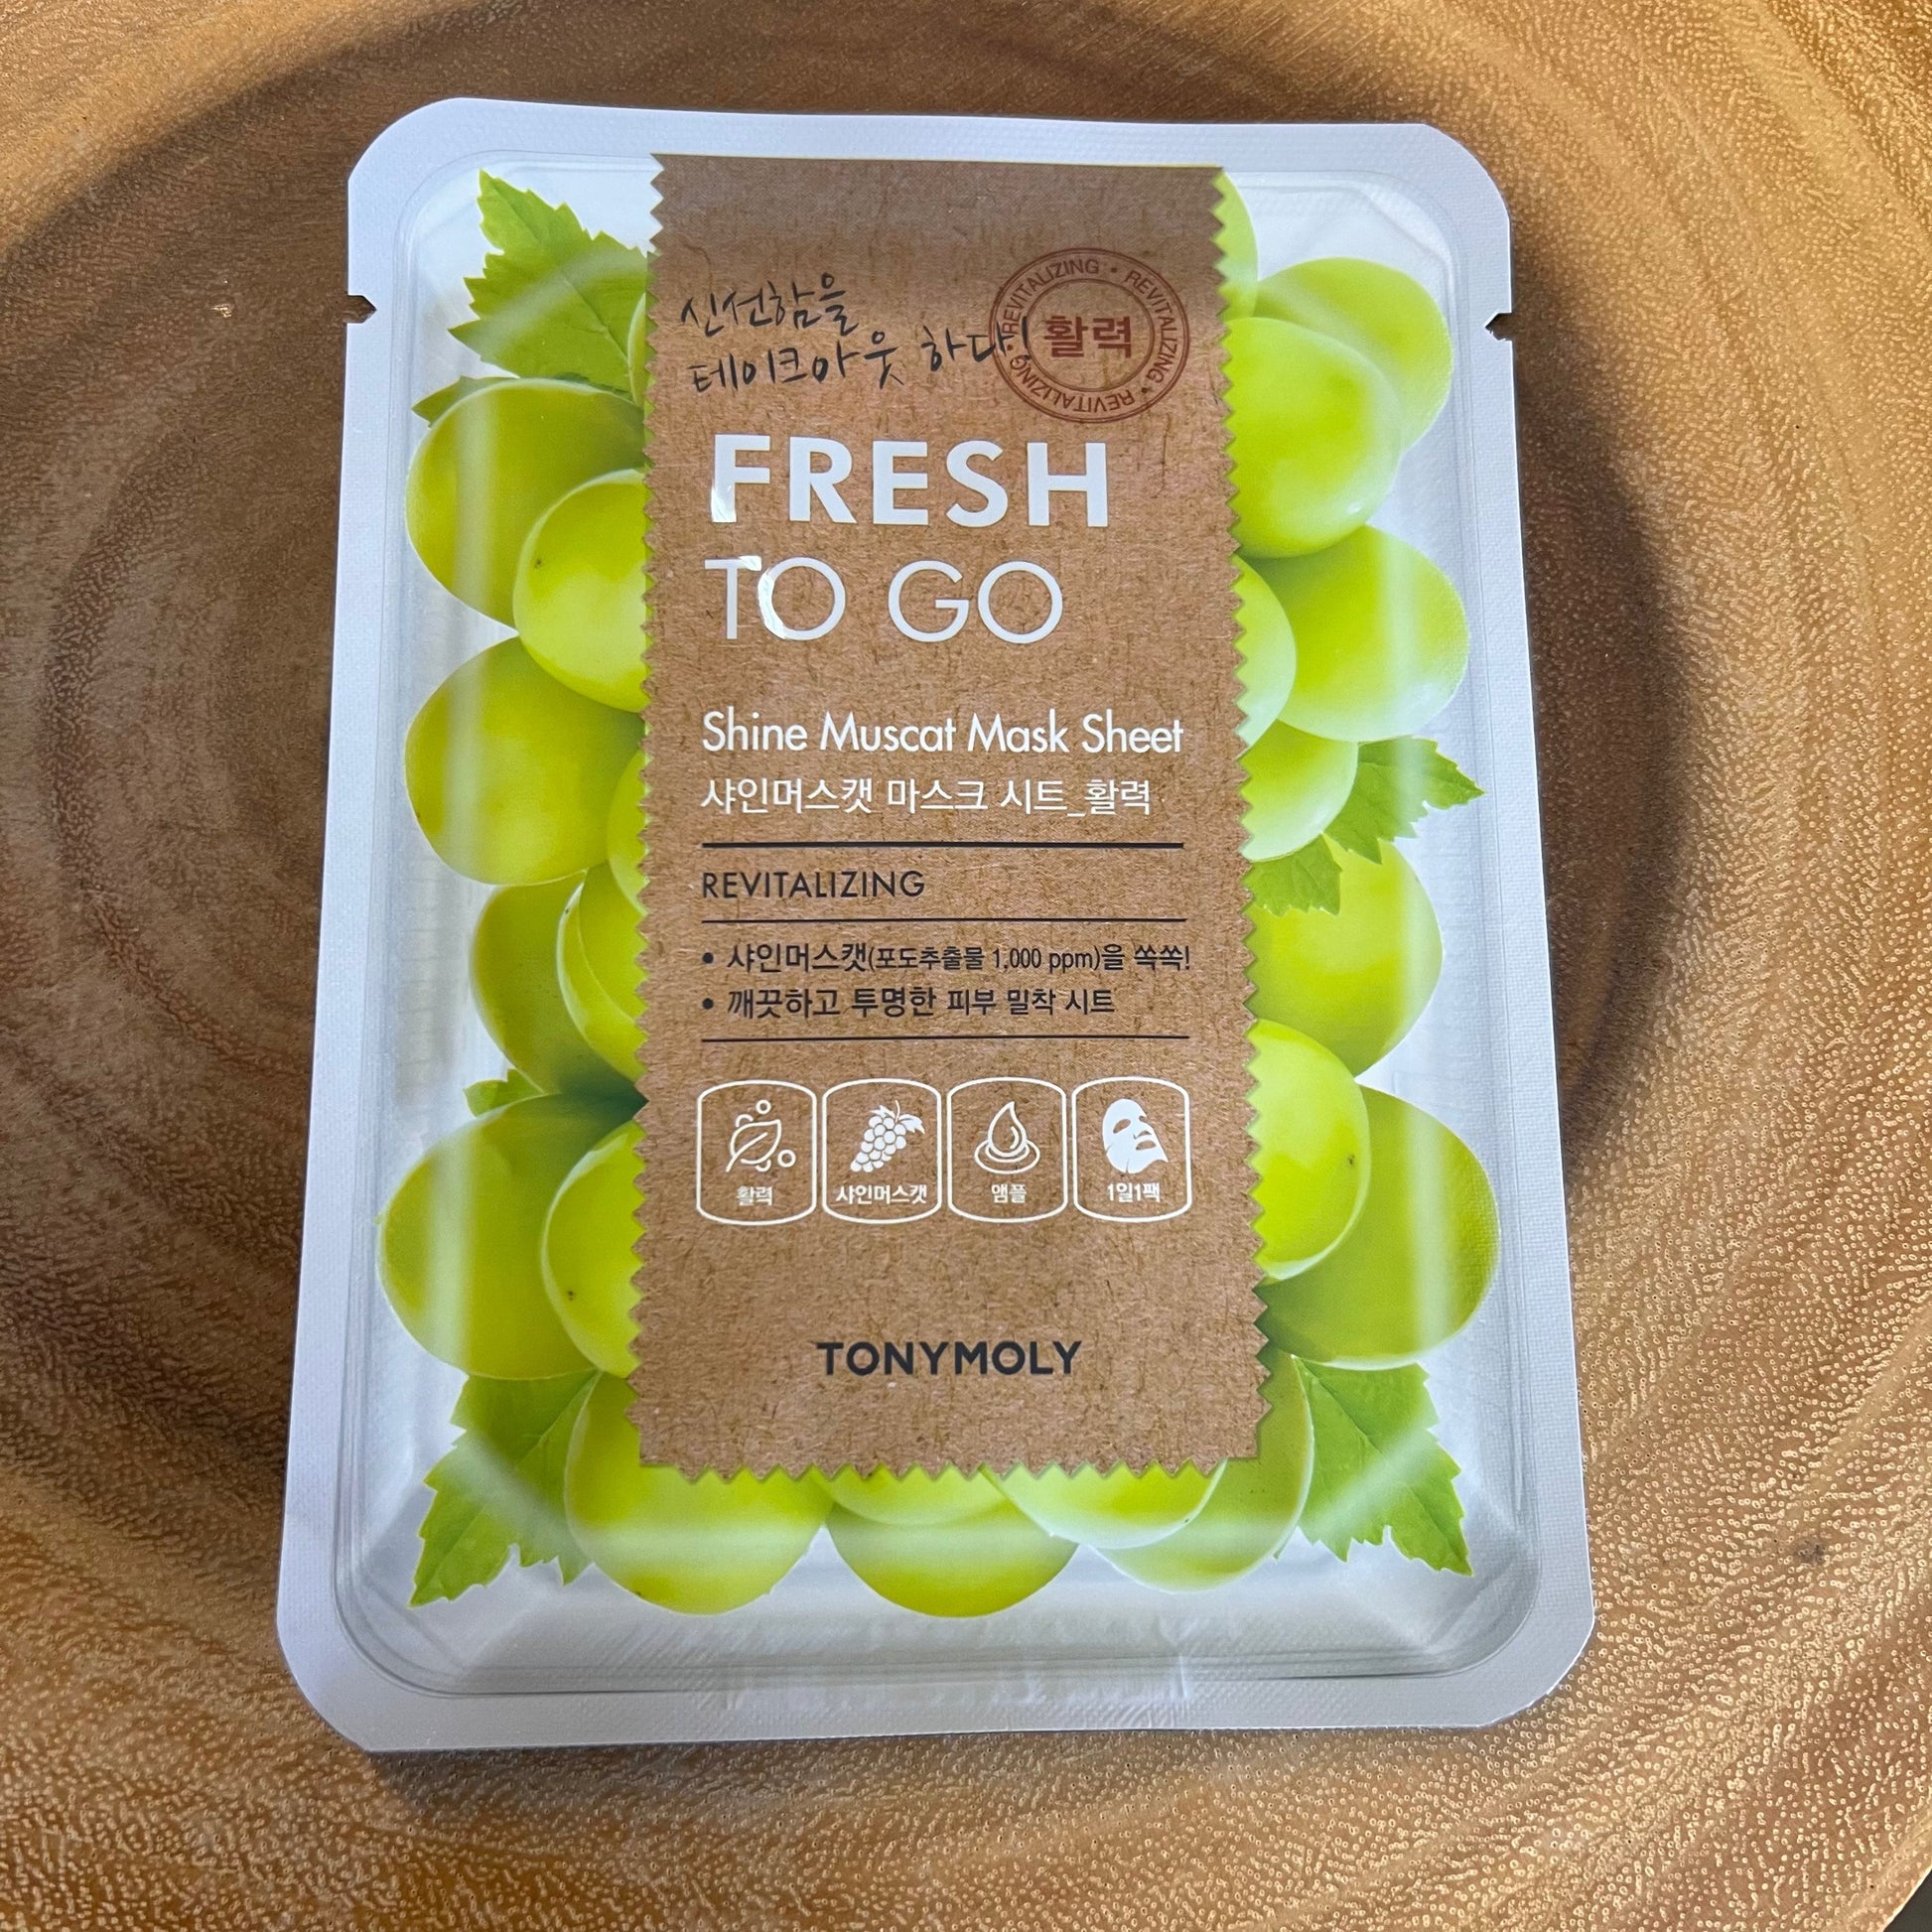 신선함을
테이크아웃 하다!
REVITALIZING • REVITALIZING • REVITALIZING •
활력
FRESH
TO GO
Shine Muscat Mask Sheet
샤인머스캣 마스크 시트_활력
REVITALIZING
• 샤인머스캣(포도추출물 1,000 ppm)을 쏙쏙!
• 깨끗하고 투명한 피부 밀착 시트
활력 샤인머스캣 앰플 1일1팩
TONYMOLY